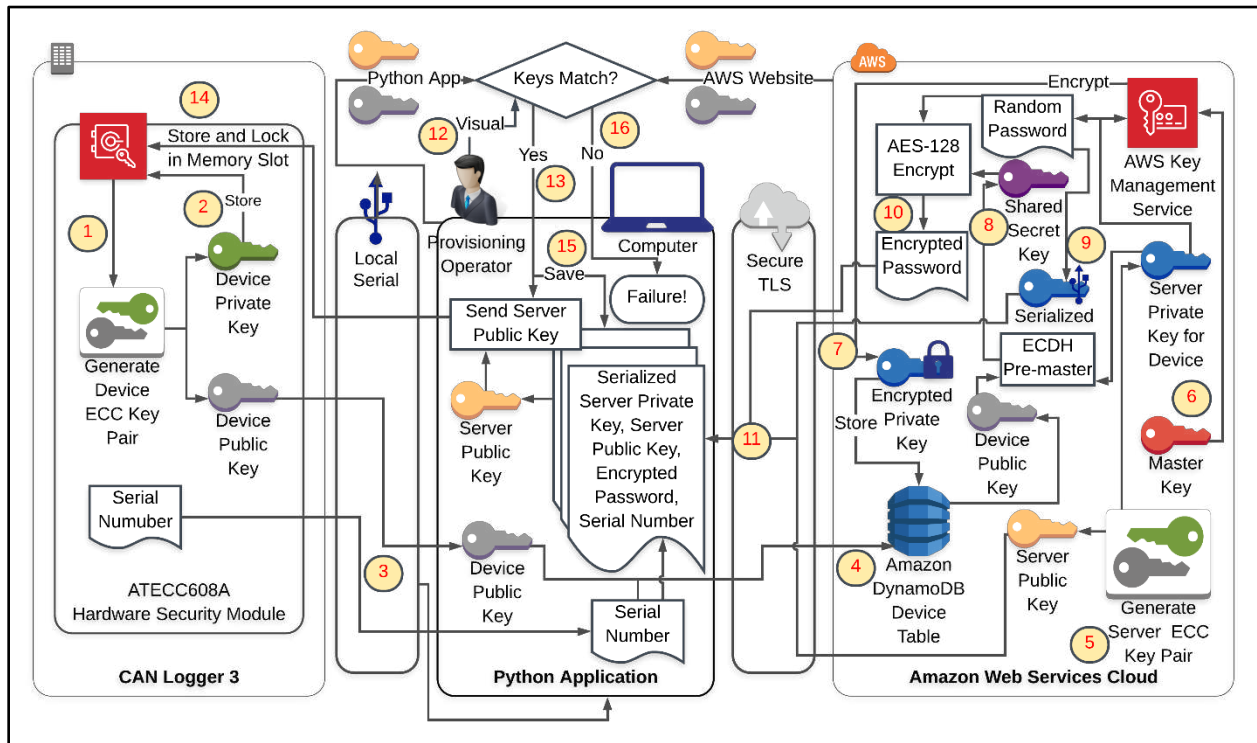 14
Store and Lock
in Memory Slot
1
2
Store
Device
Private
Key
Generate
Device
ECC Key
Pair
Device
Public
Key
Serial
Numuber
ATECC608A
Hardware Security Module
CAN Logger 3
Python App
Keys Match?
AWS Website
12
Visual
16
Yes
No
13
Local
Serial
Provisioning
Operator
15
Save
Computer
Failure!
Send Server
Public Key
Server
Public
Key
Serialized
Server Private
Key, Server
Public Key,
Encrypted
Password,
Serial Number
3
Device
Public
Key
Serial
Number
Python Application
Secure
TLS
11
AWS
Encrypt
Random
Password
AES-128
Encrypt
AWS Key
Management
Service
10
8
Shared
Secret
Key
9
Encrypted
Password
Serialized
Server
Private
Key for
Device
7
ECDH
Pre-master
Encrypted
Private
Key
Store
Device
Public
Key
6
Master
Key
4
Amazon
DynamoDB
Device
Table
Server
Public
Key
Generate
Server ECC
Key Pair
5
Amazon Web Services Cloud